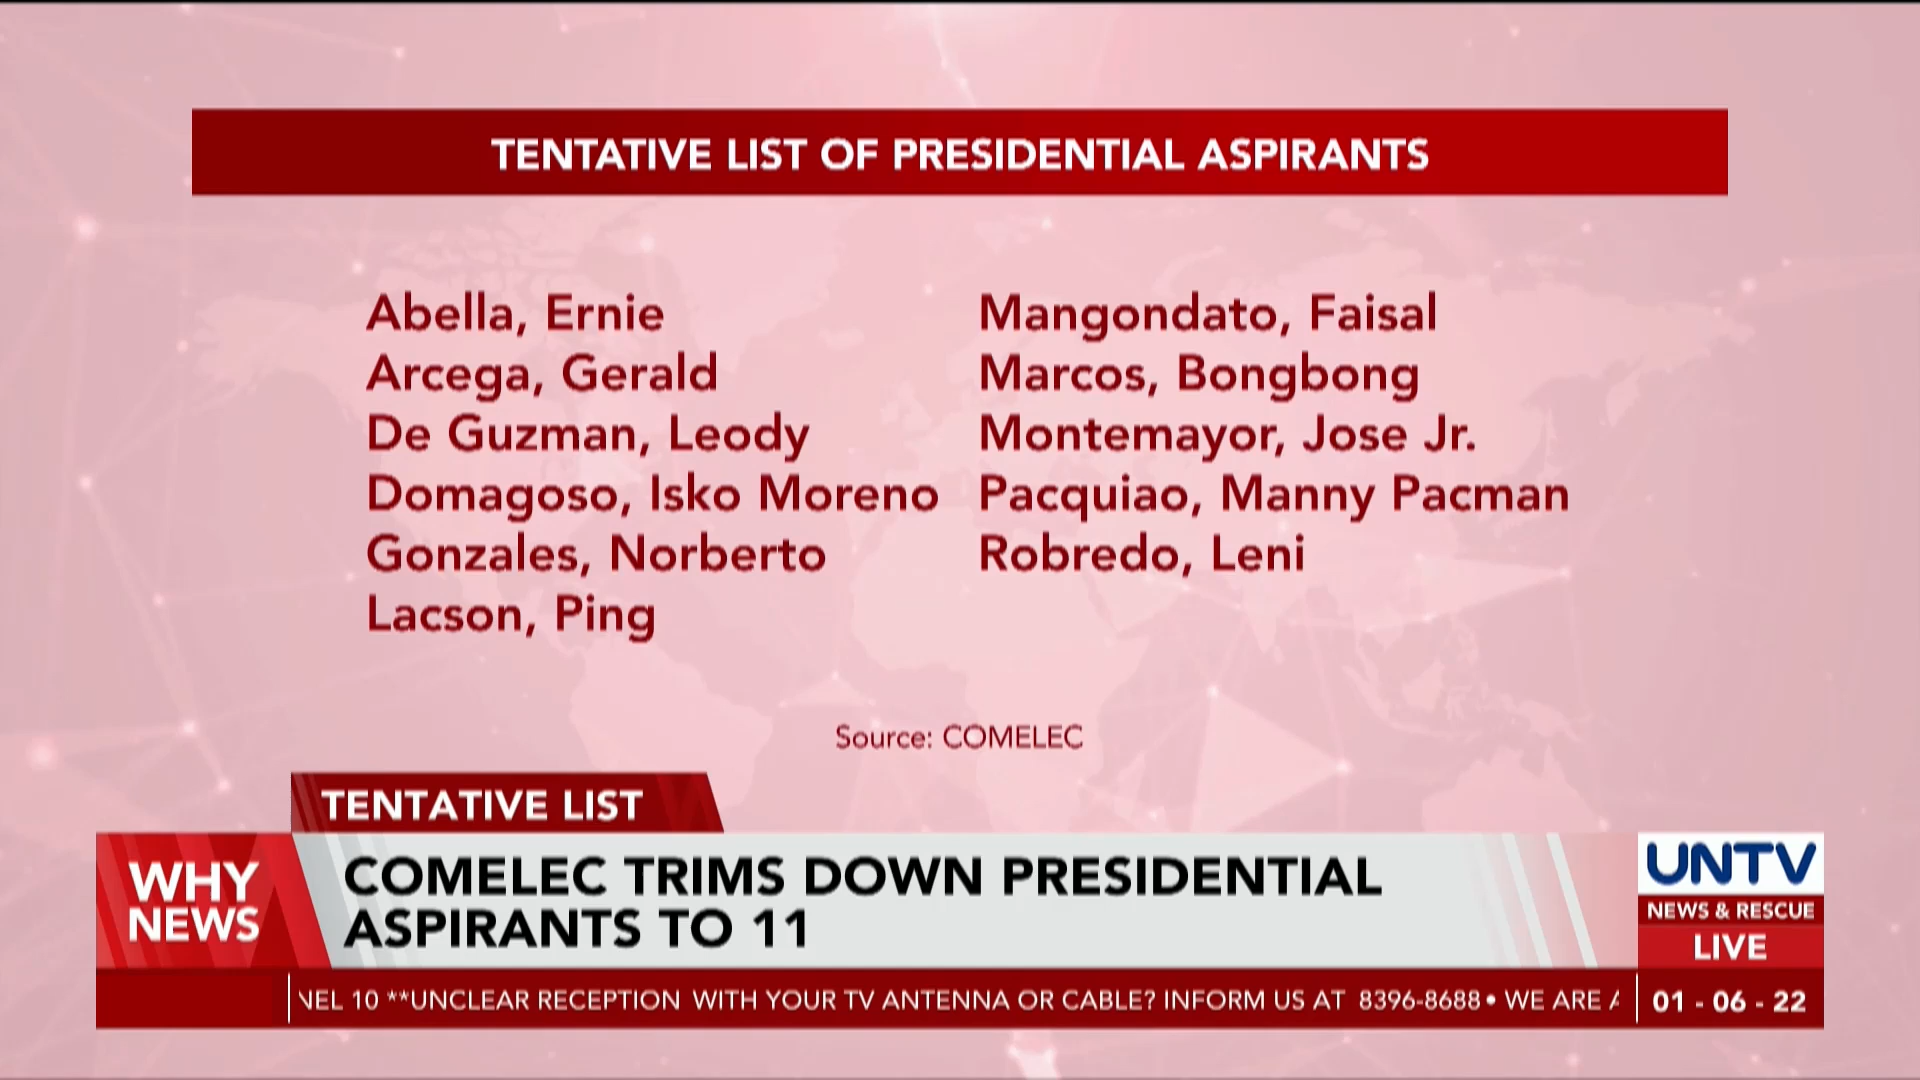 TENTATIVE LIST OF PRESIDENTIAL ASPIRANTS
Abella, Ernie
Arcega, Gerald
De Guzman, Leody
Domagoso, Isko Moreno
Gonzales, Norberto
Lacson, Ping
Mangondato, Faisal
Marcos, Bongbong
Montemayor, Jose Jr.
Pacquiao, Manny Pacman
Robredo, Leni
Source: COMELEC
TENTATIVE LIST
WHY
NEWS
COMELEC TRIMS DOWN PRESIDENTIAL
ASPIRANTS TO 11
UNTV
NEWS & RESCUE
LIVE
10 **UNCLEAR RECEPTION WITH YOUR TV ANTENNA OR CABLE? INFORM US AT 8396-8688 • WE ARE
01 - 06 - 22